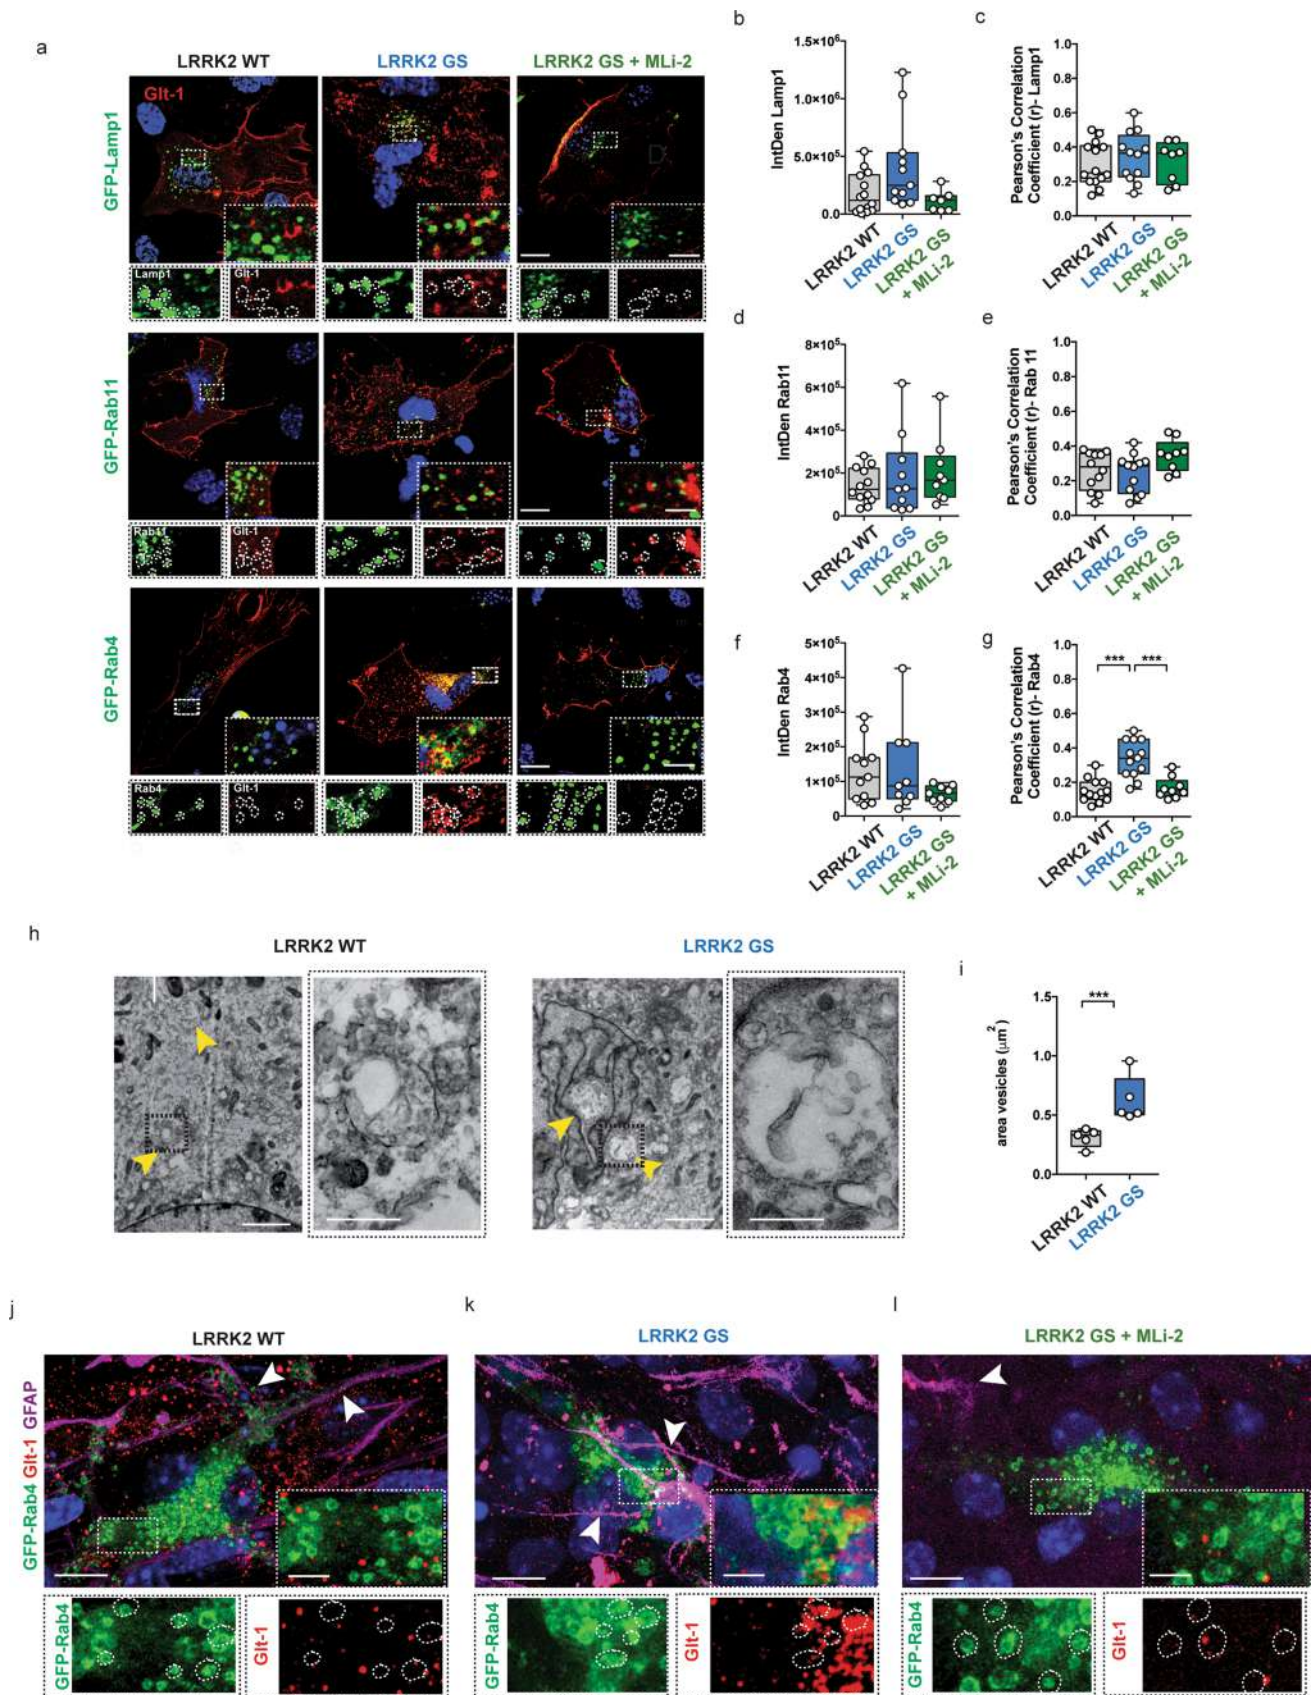 a
LRRK2 WT
LRRK2 GS
LRRK2 GS + MLi-2
GFP-Lamp1
Glt-1
Lamp1
Glt-1
GFP-Rab11
Rab11
Glt-1
GFP-Rab4
Rab4
Glt-1
b
IntDen Lamp1
1.5×10⁶
1.0×10⁶
5.0×10⁵
0.0
LRRK2 WT
LRRK2 GS
LRRK2 GS
+ MLi-2
c
Pearson's Correlation
Coefficient (r)- Lamp1
1.0
0.8
0.6
0.4
0.2
0.0
LRRK2 WT
LRRK2 GS
LRRK2 GS
+ MLi-2
d
IntDen Rab11
8×10⁵
6×10⁵
4×10⁵
2×10⁵
0
LRRK2 WT
LRRK2 GS
LRRK2 GS
+ MLi-2
e
Pearson's Correlation
Coefficient (r)- Rab 11
1.0
0.8
0.6
0.4
0.2
0.0
LRRK2 WT
LRRK2 GS
LRRK2 GS
+ MLi-2
f
IntDen Rab4
5×10⁵
4×10⁵
3×10⁵
2×10⁵
1×10⁵
0
LRRK2 WT
LRRK2 GS
LRRK2 GS
+ MLi-2
g
Pearson's Correlation
Coefficient (r)- Rab4
1.0
0.8
0.6
0.4
0.2
0.0
*** ***
LRRK2 WT
LRRK2 GS
LRRK2 GS
+ MLi-2
h
LRRK2 WT
LRRK2 GS
i
area vesicles (μm²)
1.5
1.0
0.5
0.0
***
LRRK2 WT
LRRK2 GS
j
LRRK2 WT
k
LRRK2 GS
l
LRRK2 GS + MLi-2
GFP-Rab4 Glt-1 GFAP
GFP-Rab4
Glt-1
GFP-Rab4
Glt-1
GFP-Rab4
Glt-1